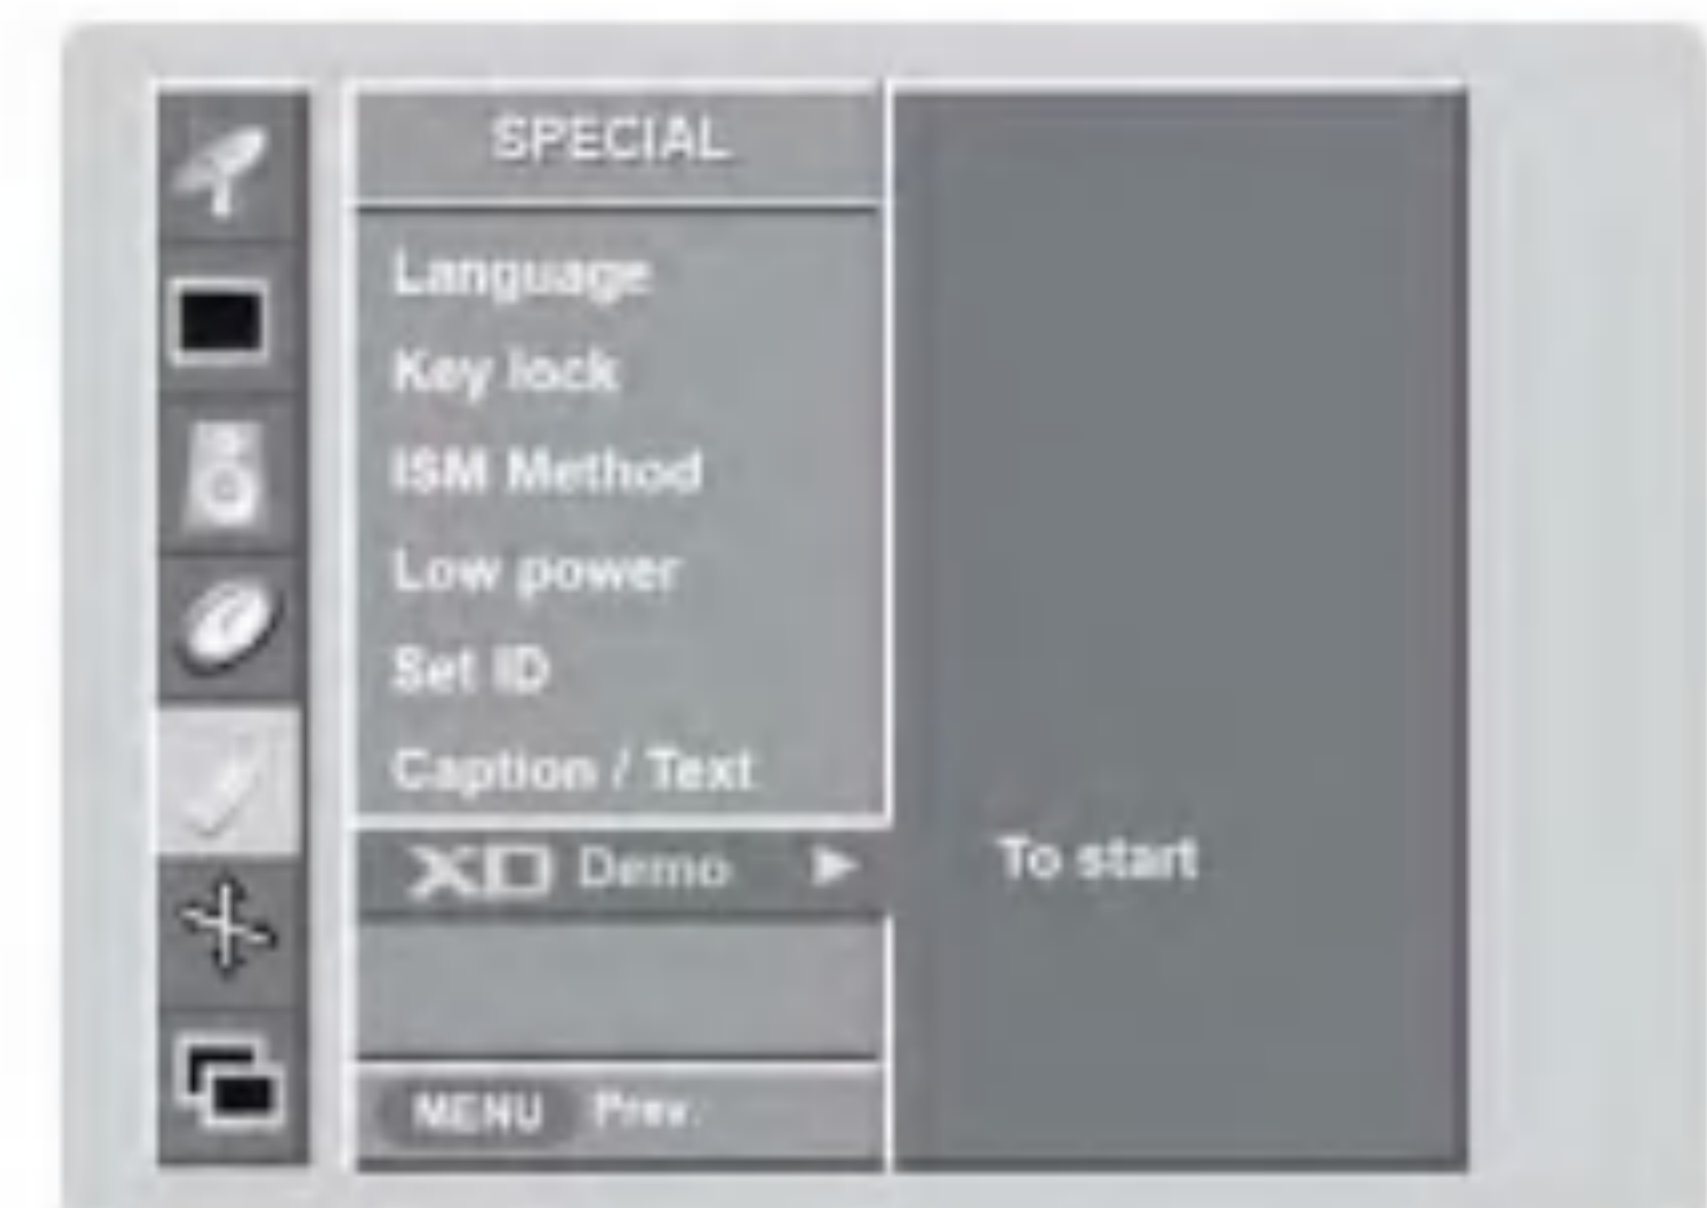 SPECIAL
Language
Key lock
ISM Method
Low power
Set ID
Caption / Text
XD Demo ▶ To start
MENU Prev.